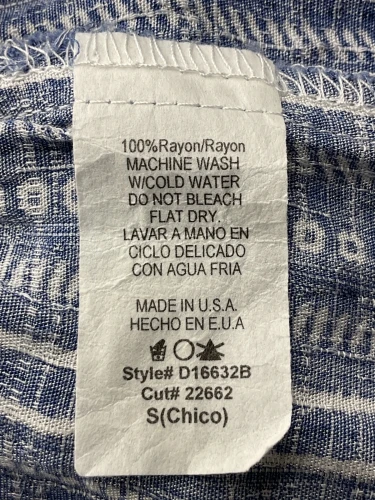 100%Rayon/Rayon
MACHINE WASH
W/COLD WATER
DO NOT BLEACH
FLAT DRY.
LAVAR A MANO EN
CICLO DELICADO
CON AGUA FRIA
MADE IN U.S.A.
HECHO EN E.U.A
Style# D16632B
Cut# 22662
S(Chico)